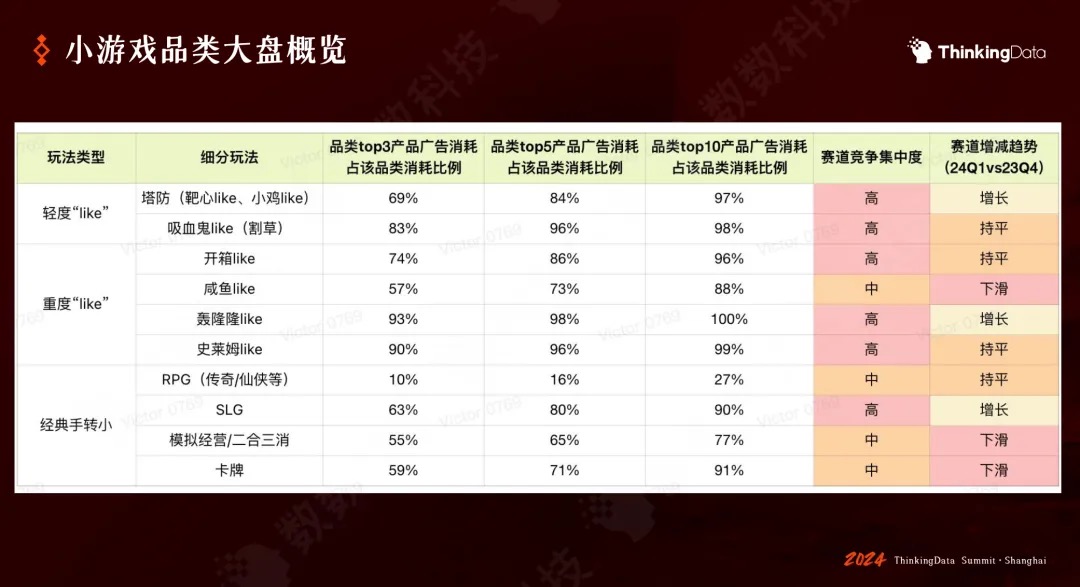 小游戏品类大盘概览
ThinkingData
玩法类型 细分玩法 品类top3产品广告消耗占该品类消耗比例 品类top5产品广告消耗占该品类消耗比例 品类top10产品广告消耗占该品类消耗比例 赛道竞争集中度 赛道增减趋势（24Q1vs23Q4）
轻度“like” 塔防（靶心like、小鸡like） 69% 84% 97% 高 增长
吸血鬼like（割草） 83% 96% 98% 高 持平
重度“like” 开箱like 74% 86% 96% 高 持平
咸鱼like 57% 73% 88% 中 下滑
轰隆隆like 93% 98% 100% 高 增长
史莱姆like 90% 96% 99% 高 持平
经典手转小 RPG（传奇/仙侠等） 10% 16% 27% 中 持平
SLG 63% 80% 90% 高 增长
模拟经营/二合三消 55% 65% 77% 中 下滑
卡牌 59% 71% 91% 中 下滑
Victor 0769
数数科技
2024 ThinkingData Summit·Shanghai